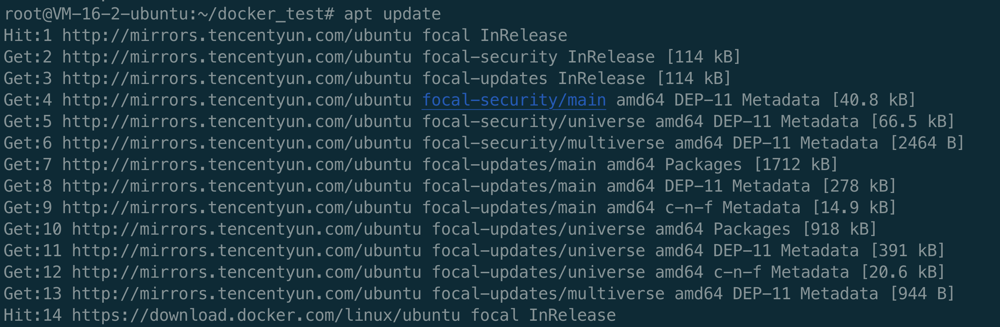 root@VM-16-2-ubuntu:~/docker_test# apt update
Hit:1 http://mirrors.tencentyun.com/ubuntu focal InRelease
Get:2 http://mirrors.tencentyun.com/ubuntu focal-security InRelease [114 kB]
Get:3 http://mirrors.tencentyun.com/ubuntu focal-updates InRelease [114 kB]
Get:4 http://mirrors.tencentyun.com/ubuntu focal-security/main amd64 DEP-11 Metadata [40.8 kB]
Get:5 http://mirrors.tencentyun.com/ubuntu focal-security/universe amd64 DEP-11 Metadata [66.5 kB]
Get:6 http://mirrors.tencentyun.com/ubuntu focal-security/multiverse amd64 DEP-11 Metadata [2464 B]
Get:7 http://mirrors.tencentyun.com/ubuntu focal-updates/main amd64 Packages [1712 kB]
Get:8 http://mirrors.tencentyun.com/ubuntu focal-updates/main amd64 DEP-11 Metadata [278 kB]
Get:9 http://mirrors.tencentyun.com/ubuntu focal-updates/main amd64 c-n-f Metadata [14.9 kB]
Get:10 http://mirrors.tencentyun.com/ubuntu focal-updates/universe amd64 Packages [918 kB]
Get:11 http://mirrors.tencentyun.com/ubuntu focal-updates/universe amd64 DEP-11 Metadata [391 kB]
Get:12 http://mirrors.tencentyun.com/ubuntu focal-updates/universe amd64 c-n-f Metadata [20.6 kB]
Get:13 http://mirrors.tencentyun.com/ubuntu focal-updates/multiverse amd64 DEP-11 Metadata [944 B]
Hit:14 https://download.docker.com/linux/ubuntu focal InRelease